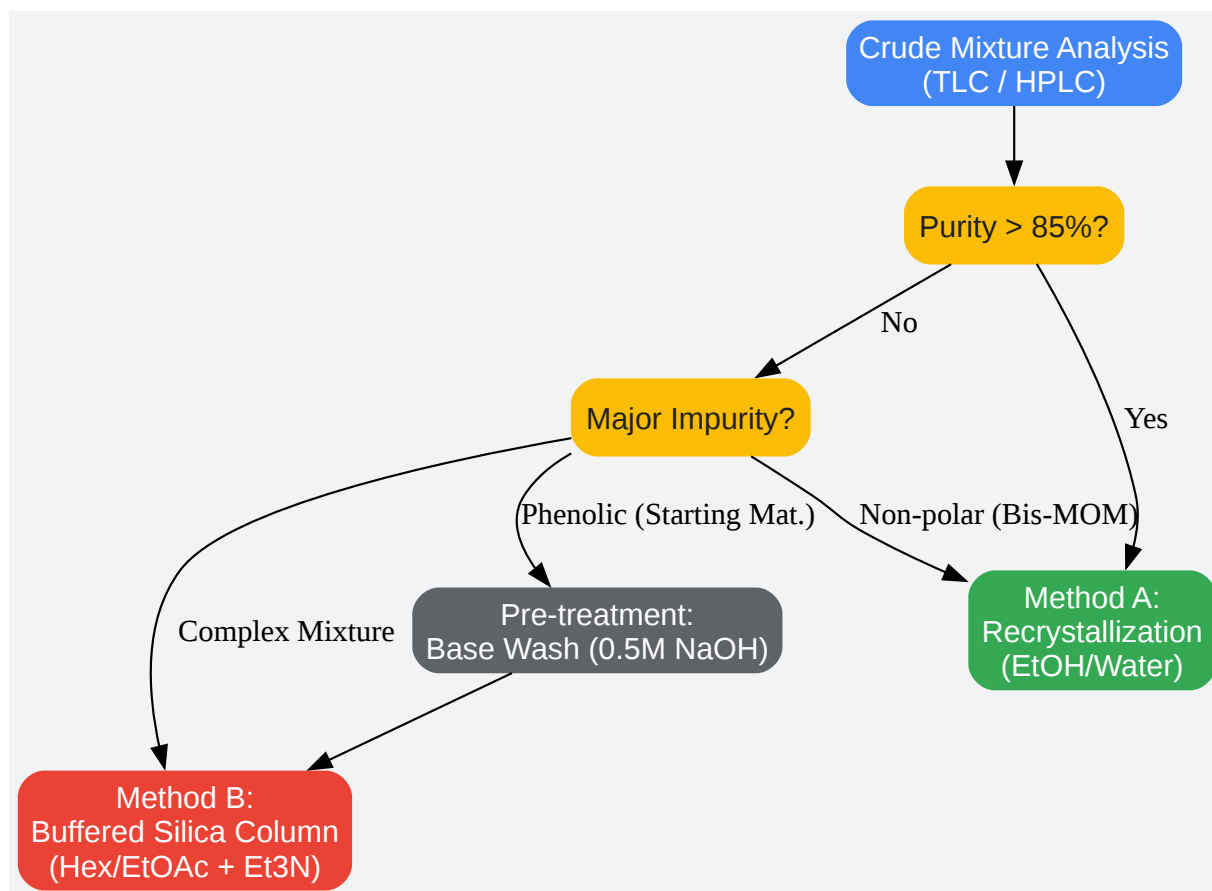 Crude Mixture Analysis
(TLC / HPLC)
Purity > 85%?
No
Yes
Major Impurity?
Phenolic (Starting Mat.)
Non-polar (Bis-MOM)
Complex Mixture
Pre-treatment:
Base Wash (0.5M NaOH)
Method A:
Recrystallization
(EtOH/Water)
Method B:
Buffered Silica Column
(Hex/EtOAc + Et3N)